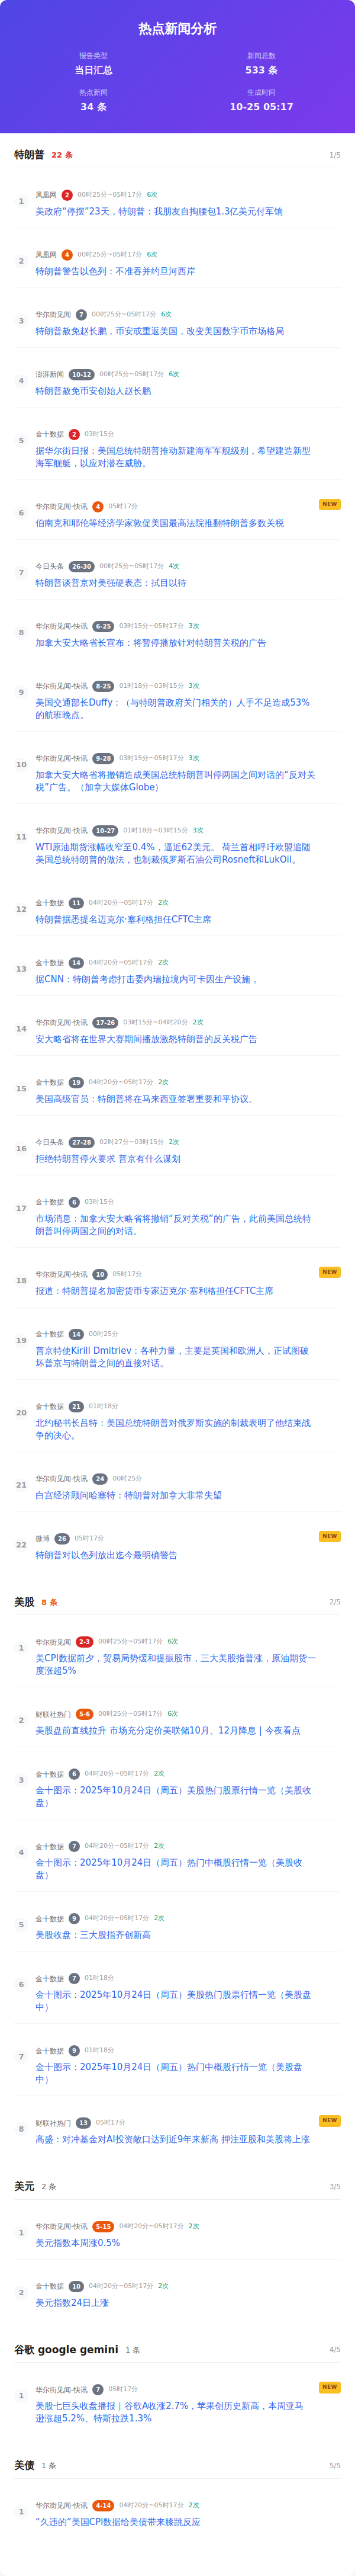 热点新闻分析
报告类型
当日汇总
新闻总数
533 条
热点新闻
34 条
生成时间
10-25 05:17
特朗普 22 条 1/5
1
凤凰网 2 00时25分~05时17分 6次
美政府“停摆”23天，特朗普：我朋友自掏腰包1.3亿美元付军饷
2
凤凰网 4 00时25分~05时17分 6次
特朗普警告以色列：不准吞并约旦河西岸
3
华尔街见闻 7 00时25分~05时17分 6次
特朗普赦免赵长鹏，币安或重返美国，改变美国数字币市场格局
4
澎湃新闻 10-12 00时25分~05时17分 6次
特朗普赦免币安创始人赵长鹏
5
金十数据 2 03时15分
据华尔街日报：美国总统特朗普推动新建海军军舰级别，希望建造新型
海军舰艇，以应对潜在威胁。
6
华尔街见闻-快讯 4 05时17分
NEW
伯南克和耶伦等经济学家敦促美国最高法院推翻特朗普多数关税
7
今日头条 26-30 00时25分~05时17分 4次
特朗普谈普京对美强硬表态：拭目以待
8
华尔街见闻-快讯 6-25 03时15分~05时17分 3次
加拿大安大略省长宣布：将暂停播放针对特朗普关税的广告
9
华尔街见闻-快讯 8-25 01时18分~03时15分 3次
美国交通部长Duffy：（与特朗普政府关门相关的）人手不足造成53%
的航班晚点。
10
华尔街见闻-快讯 9-28 03时15分~05时17分 3次
加拿大安大略省将撤销造成美国总统特朗普叫停两国之间对话的“反对关
税”广告。（加拿大媒体Globe）
11
华尔街见闻-快讯 10-27 01时18分~03时15分 3次
WTI原油期货涨幅收窄至0.4%，逼近62美元。 荷兰首相呼吁欧盟追随
美国总统特朗普的做法，也制裁俄罗斯石油公司Rosneft和LukOil。
12
金十数据 11 04时20分~05时17分 2次
特朗普据悉提名迈克尔·塞利格担任CFTC主席
13
金十数据 14 04时20分~05时17分 2次
据CNN：特朗普考虑打击委内瑞拉境内可卡因生产设施 。
14
华尔街见闻-快讯 17-26 03时15分~04时20分 2次
安大略省将在世界大赛期间播放激怒特朗普的反关税广告
15
金十数据 19 04时20分~05时17分 2次
美国高级官员：特朗普将在马来西亚签署重要和平协议。
16
今日头条 27-28 02时27分~03时15分 2次
拒绝特朗普停火要求 普京有什么谋划
17
金十数据 6 03时15分
市场消息：加拿大安大略省将撤销“反对关税”的广告，此前美国总统特
朗普叫停两国之间的对话。
18
华尔街见闻-快讯 10 05时17分
NEW
报道：特朗普提名加密货币专家迈克尔·塞利格担任CFTC主席
19
金十数据 14 00时25分
普京特使Kirill Dmitriev：各种力量，主要是英国和欧洲人，正试图破
坏普京与特朗普之间的直接对话。
20
金十数据 21 01时18分
北约秘书长吕特：美国总统特朗普对俄罗斯实施的制裁表明了他结束战
争的决心。
21
华尔街见闻-快讯 24 00时25分
白宫经济顾问哈塞特：特朗普对加拿大非常失望
22
微博 26 05时17分
NEW
特朗普对以色列放出迄今最明确警告
美股 8 条 2/5
1
华尔街见闻 2-3 00时25分~05时17分 6次
美CPI数据前夕，贸易局势缓和提振股市，三大美股指普涨，原油期货一
度涨超5%
2
财联社热门 5-6 00时25分~05时17分 6次
美股盘前直线拉升 市场充分定价美联储10月、12月降息 | 今夜看点
3
金十数据 6 04时20分~05时17分 2次
金十图示：2025年10月24日（周五）美股热门股票行情一览（美股收
盘）
4
金十数据 7 04时20分~05时17分 2次
金十图示：2025年10月24日（周五）热门中概股行情一览（美股收
盘）
5
金十数据 9 04时20分~05时17分 2次
美股收盘：三大股指齐创新高
6
金十数据 7 01时18分
金十图示：2025年10月24日（周五）美股热门股票行情一览（美股盘
中）
7
金十数据 9 01时18分
金十图示：2025年10月24日（周五）热门中概股行情一览（美股盘
中）
8
财联社热门 13 05时17分
NEW
高盛：对冲基金对AI投资敞口达到近9年来新高 押注亚股和美股将上涨
美元 2 条 3/5
1
华尔街见闻-快讯 5-15 04时20分~05时17分 2次
美元指数本周涨0.5%
2
金十数据 10 04时20分~05时17分 2次
美元指数24日上涨
谷歌 google gemini 1 条 4/5
1
华尔街见闻-快讯 7 05时17分
NEW
美股七巨头收盘播报｜谷歌A收涨2.7%，苹果创历史新高，本周亚马
逊涨超5.2%、特斯拉跌1.3%
美债 1 条 5/5
1
华尔街见闻-快讯 4-14 04时20分~05时17分 2次
“久违的”美国CPI数据给美债带来膝跳反应